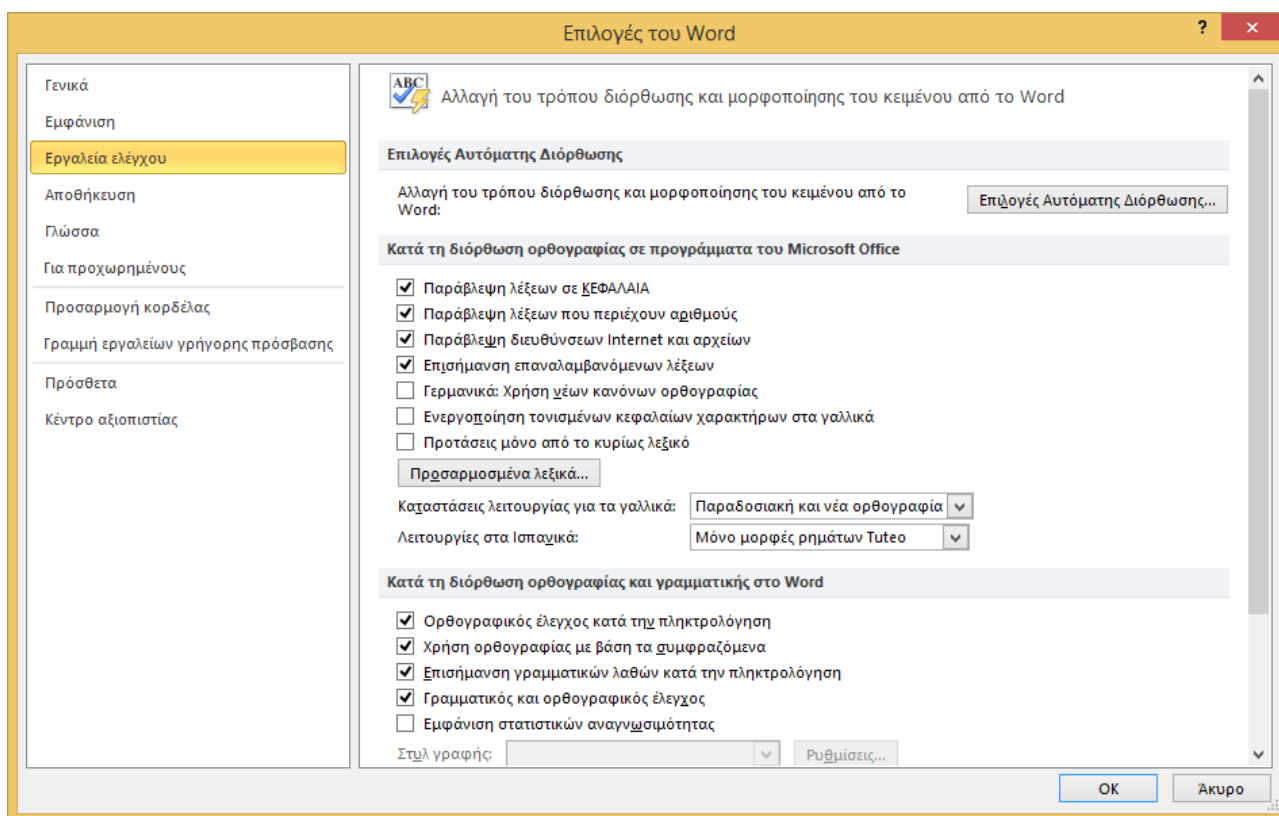 Επιλογές του Word
?
Γενικά
Εμφάνιση
Εργαλεία ελέγχου
Αποθήκευση
Γλώσσα
Για προχωρημένους
Προσαρμογή κορδέλας
Γραμμή εργαλείων γρήγορης πρόσβασης
Πρόσθετα
Κέντρο αξιοπιστίας
ABC
Αλλαγή του τρόπου διόρθωσης και μορφοποίησης του κειμένου από το Word
Επιλογές Αυτόματης Διόρθωσης
Αλλαγή του τρόπου διόρθωσης και μορφοποίησης του κειμένου από το
Word:
Επιλογές Αυτόματης Διόρθωσης...
Κατά τη διόρθωση ορθογραφίας σε προγράμματα του Microsoft Office
Παράβλεψη λέξεων σε ΚΕΦΑΛΑΙΑ
Παράβλεψη λέξεων που περιέχουν αριθμούς
Παράβλεψη διευθύνσεων Internet και αρχείων
Επισήμανση επαναλαμβανόμενων λέξεων
Γερμανικά: Χρήση νέων κανόνων ορθογραφίας
Ενεργοποίηση τονισμένων κεφαλαίων χαρακτήρων στα γαλλικά
Προτάσεις μόνο από το κυρίως λεξικό
Προσαρμοσμένα λεξικά...
Καταστάσεις λειτουργίας για τα γαλλικά: Παραδοσιακή και νέα ορθογραφία
Λειτουργίες στα Ισπανικά: Μόνο μορφές ρημάτων Tuteo
Κατά τη διόρθωση ορθογραφίας και γραμματικής στο Word
Ορθογραφικός έλεγχος κατά την πληκτρολόγηση
Χρήση ορθογραφίας με βάση τα συμφραζόμενα
Επισήμανση γραμματικών λαθών κατά την πληκτρολόγηση
Γραμματικός και ορθογραφικός έλεγχος
Εμφάνιση στατιστικών αναγνωσιμότητας
Στυλ γραφής: Ρυθμίσεις...
OK Άκυρο